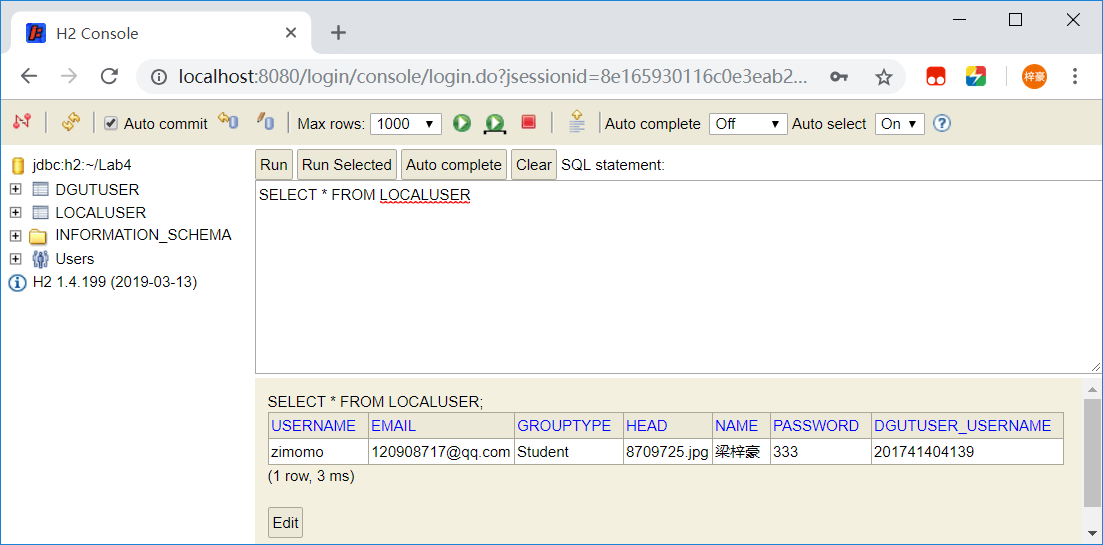 H2 Console
localhost:8080/login/console/login.do?jsessionid=8e165930116c0e3eab2...
梓豪
Auto commit Max rows: 1000 Auto complete Off Auto select On
jdbc:h2:~/Lab4
DGUTUSER
LOCALUSER
INFORMATION_SCHEMA
Users
H2 1.4.199 (2019-03-13)
Run Run Selected Auto complete Clear SQL statement:
SELECT * FROM LOCALUSER
SELECT * FROM LOCALUSER;
USERNAME EMAIL GROUPTYPE HEAD NAME PASSWORD DGUTUSER_USERNAME
zimomo 120908717@qq.com Student 8709725.jpg 梁梓豪 333 201741404139
(1 row, 3 ms)
Edit